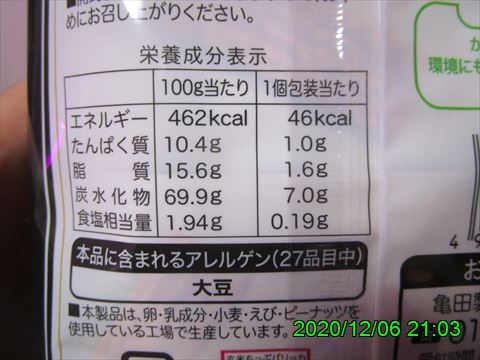 めにお召し上がりください。
栄養成分表示
100g当たり 1個包装当たり
エネルギー 462kcal 46kcal
たんぱく質 10.4g 1.0g
脂質 15.6g 1.6g
炭水化物 69.9g 7.0g
食塩相当量 1.94g 0.19g
本品に含まれるアレルゲン(27品目中)
大豆
■本製品は、卵・乳成分・小麦・えび・ピーナッツを
使用している工場で生産しています。
環境にも
4 9
お
亀田製
01
2020/12/06 21:03